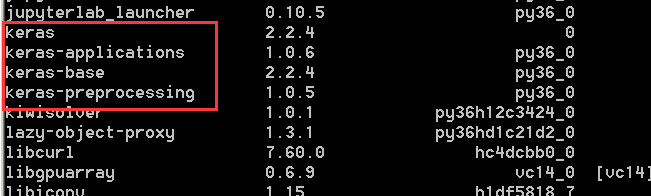 jupyterlab_launcher 0.10.5 py36_0
keras 2.2.4 0
keras-applications 1.0.6 py36_0
keras-base 2.2.4 py36_0
keras-preprocessing 1.0.5 py36_0
kiwisolver 1.0.1 py36h12c3424_0
lazy-object-proxy 1.3.1 py36hd1c21d2_0
libcurl 7.60.0 hc4dcbb0_0
libgpuarray 0.6.9 vc14_0 [vc14]
libiconv 1.15 h1df5818_7